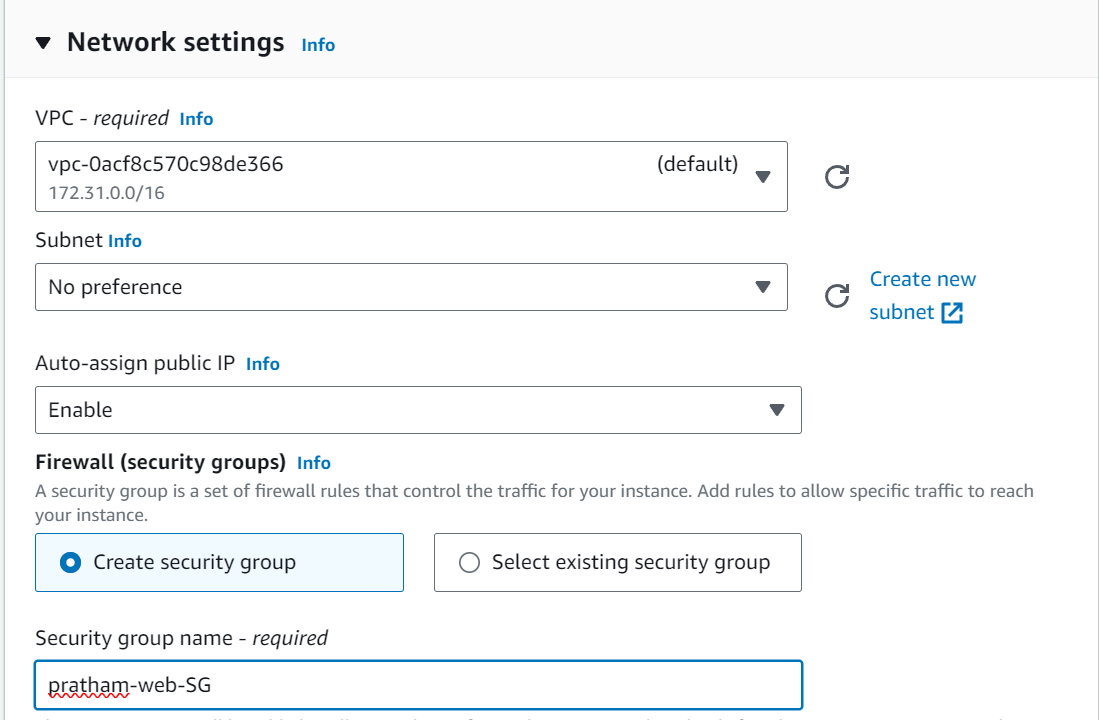 Network settings Info
VPC - required Info
vpc-0acf8c570c98de366 (default)
172.31.0.0/16
Subnet Info
No preference
Create new
subnet
Auto-assign public IP Info
Enable
Firewall (security groups) Info
A security group is a set of firewall rules that control the traffic for your instance. Add rules to allow specific traffic to reach
your instance.
Create security group
Select existing security group
Security group name - required
pratham-web-SG